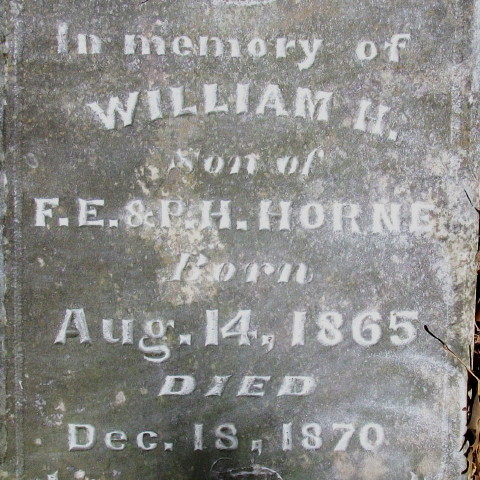 In memory of
WILLIAM H.
Son of
F. E. & P. H. HORNE
Born
Aug. 14, 1865
DIED
Dec. 18, 1870